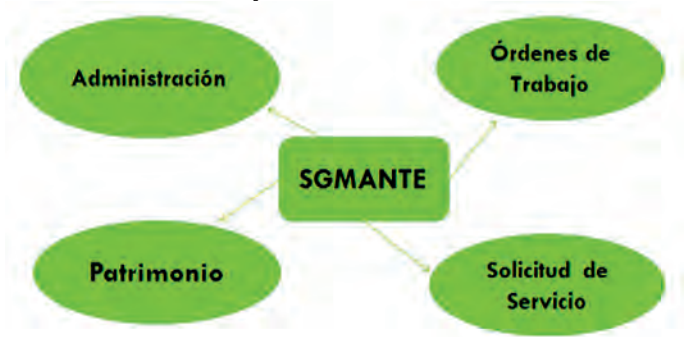 Administración
Órdenes de
Trabajo
SGMANTE
Patrimonio
Solicitud de
Servicio